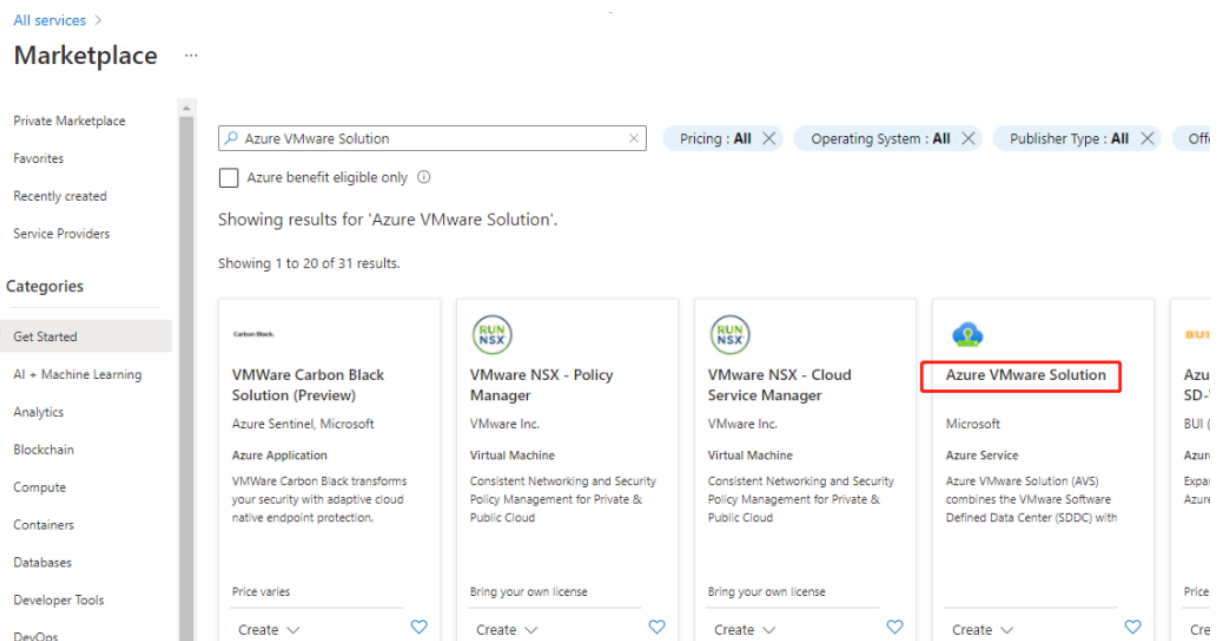 All services >
Marketplace ...
Private Marketplace
Favorites
Recently created
Service Providers
Categories
Get Started
AI + Machine Learning
Analytics
Blockchain
Compute
Containers
Databases
Developer Tools
DevOps
Azure VMware Solution
Pricing : All
Operating System : All
Publisher Type : All
Azure benefit eligible only
Showing results for 'Azure VMware Solution'.
Showing 1 to 20 of 31 results.
Carbon Black.
VMWare Carbon Black
Solution (Preview)
Azure Sentinel, Microsoft
Azure Application
VMWare Carbon Black transforms
your security with adaptive cloud
native endpoint protection.
Price varies
Create
RUN
NSX
VMware NSX - Policy
Manager
VMware Inc.
Virtual Machine
Consistent Networking and Security
Policy Management for Private &
Public Cloud
Bring your own license
Create
RUN
NSX
VMware NSX - Cloud
Service Manager
VMware Inc.
Virtual Machine
Consistent Networking and Security
Policy Management for Private &
Public Cloud
Bring your own license
Create
Azure VMware Solution
Microsoft
Azure Service
Azure VMware Solution (AVS)
combines the VMware Software
Defined Data Center (SDDC) with
Create
BUI
Price